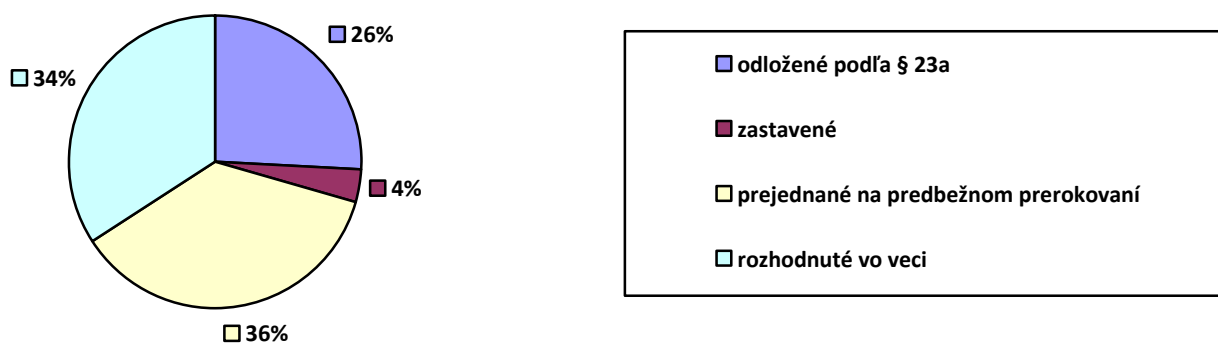 26%
34%
4%
36%
odložené podľa § 23a
zastavené
prejednané na predbežnom prerokovaní
rozhodnuté vo veci